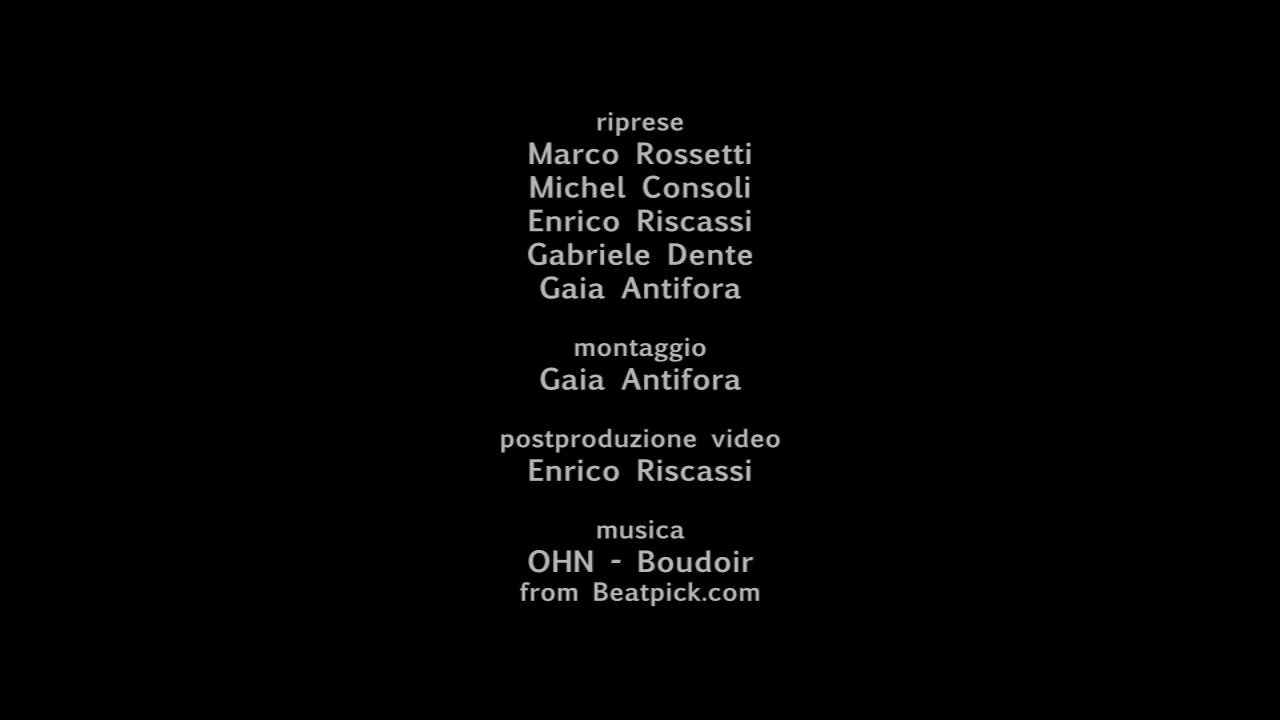 riprese
Marco Rossetti
Michel Consoli
Enrico Riscassi
Gabriele Dente
Gaia Antifora
montaggio
Gaia Antifora
postproduzione video
Enrico Riscassi
musica
OHN - Boudoir
from Beatpick.com